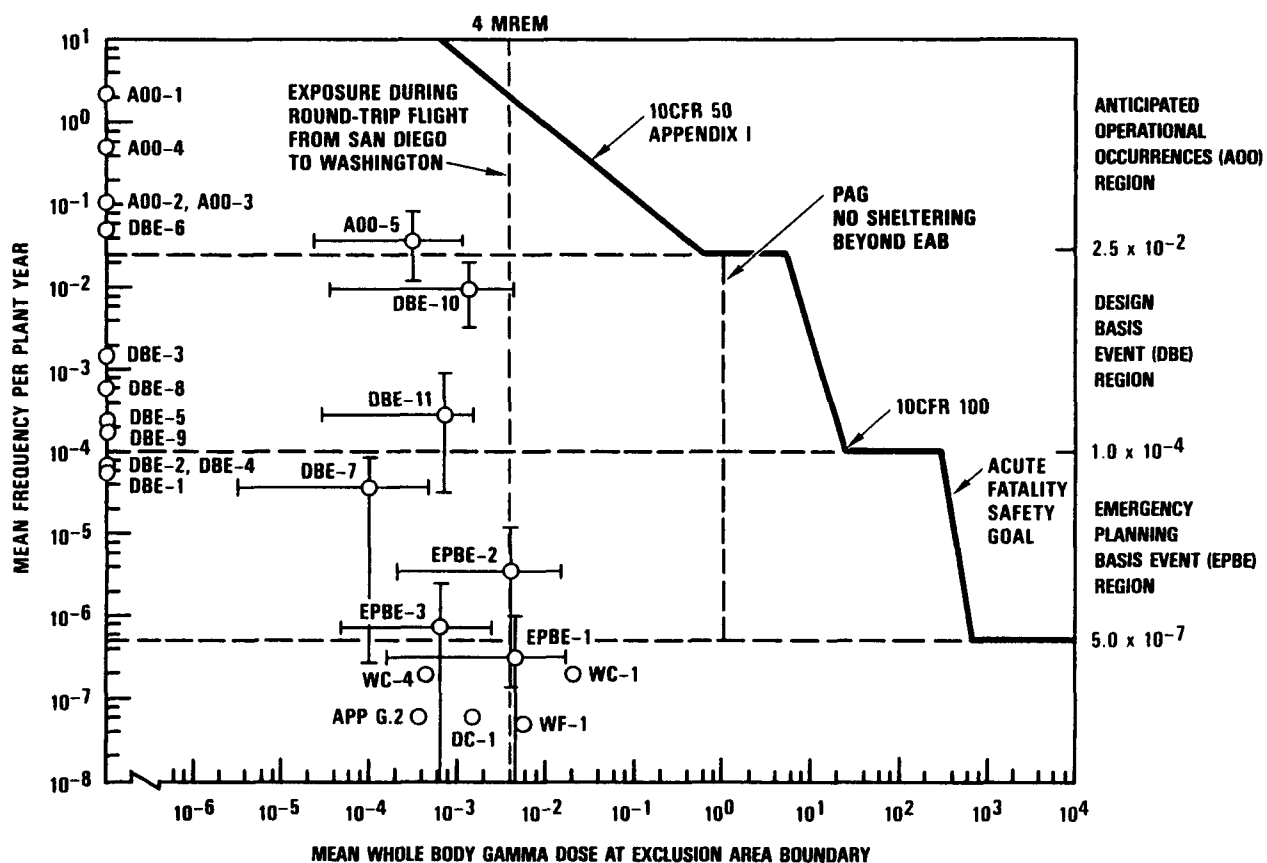 4 MREM
10^1
10^0
10^-1
10^-2
10^-3
10^-4
10^-5
10^-6
10^-7
10^-8
MEAN FREQUENCY PER PLANT YEAR
AOO-1
AOO-4
AOO-2, AOO-3
DBE-6
DBE-3
DBE-8
DBE-5
DBE-9
DBE-2, DBE-4
DBE-1
EXPOSURE DURING
ROUND-TRIP FLIGHT
FROM SAN DIEGO
TO WASHINGTON
10CFR 50
APPENDIX I
PAG
NO SHELTERING
BEYOND EAB
AOO-5
DBE-10
DBE-11
DBE-7
EPBE-2
EPBE-3
EPBE-1
WC-4
WC-1
APP G.2
DC-1
WF-1
10CFR 100
ACUTE
FATALITY
SAFETY
GOAL
ANTICIPATED
OPERATIONAL
OCCURRENCES (AOO)
REGION
2.5 x 10^-2
DESIGN
BASIS
EVENT (DBE)
REGION
1.0 x 10^-4
EMERGENCY
PLANNING
BASIS EVENT (EPBE)
REGION
5.0 x 10^-7
10^-6
10^-5
10^-4
10^-3
10^-2
10^-1
10^0
10^1
10^2
10^3
10^4
MEAN WHOLE BODY GAMMA DOSE AT EXCLUSION AREA BOUNDARY